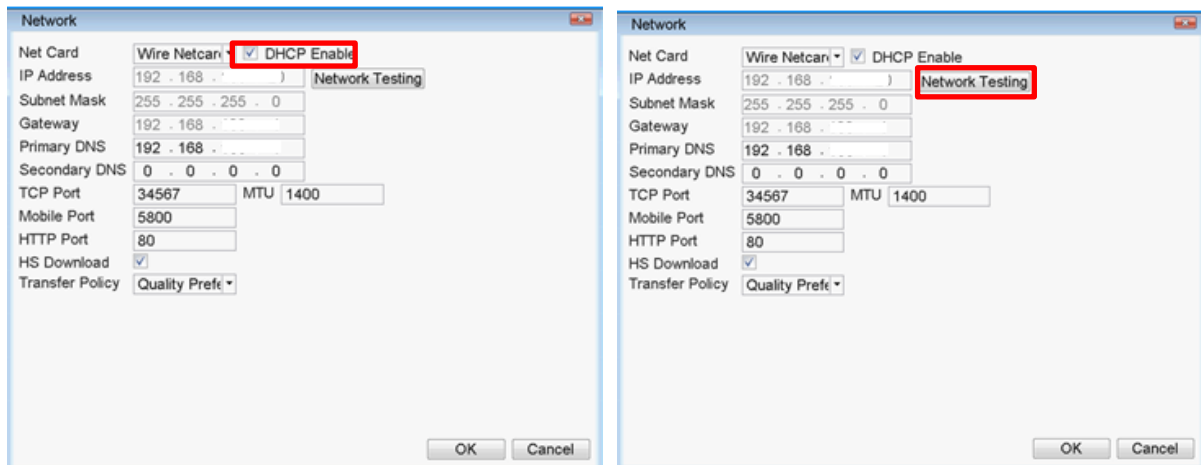 Network
Net Card Wire Netcar DHCP Enable
IP Address 192 . 168 . Network Testing
Subnet Mask 255 . 255 . 255 . 0
Gateway 192 . 168 .
Primary DNS 192 . 168 .
Secondary DNS 0 . 0 . 0 . 0
TCP Port 34567 MTU 1400
Mobile Port 5800
HTTP Port 80
HS Download
Transfer Policy Quality Prefe
OK Cancel
Network
Net Card Wire Netcar DHCP Enable
IP Address 192 . 168 . Network Testing
Subnet Mask 255 . 255 . 255 . 0
Gateway 192 . 168 .
Primary DNS 192 . 168 .
Secondary DNS 0 . 0 . 0 . 0
TCP Port 34567 MTU 1400
Mobile Port 5800
HTTP Port 80
HS Download
Transfer Policy Quality Prefe
OK Cancel